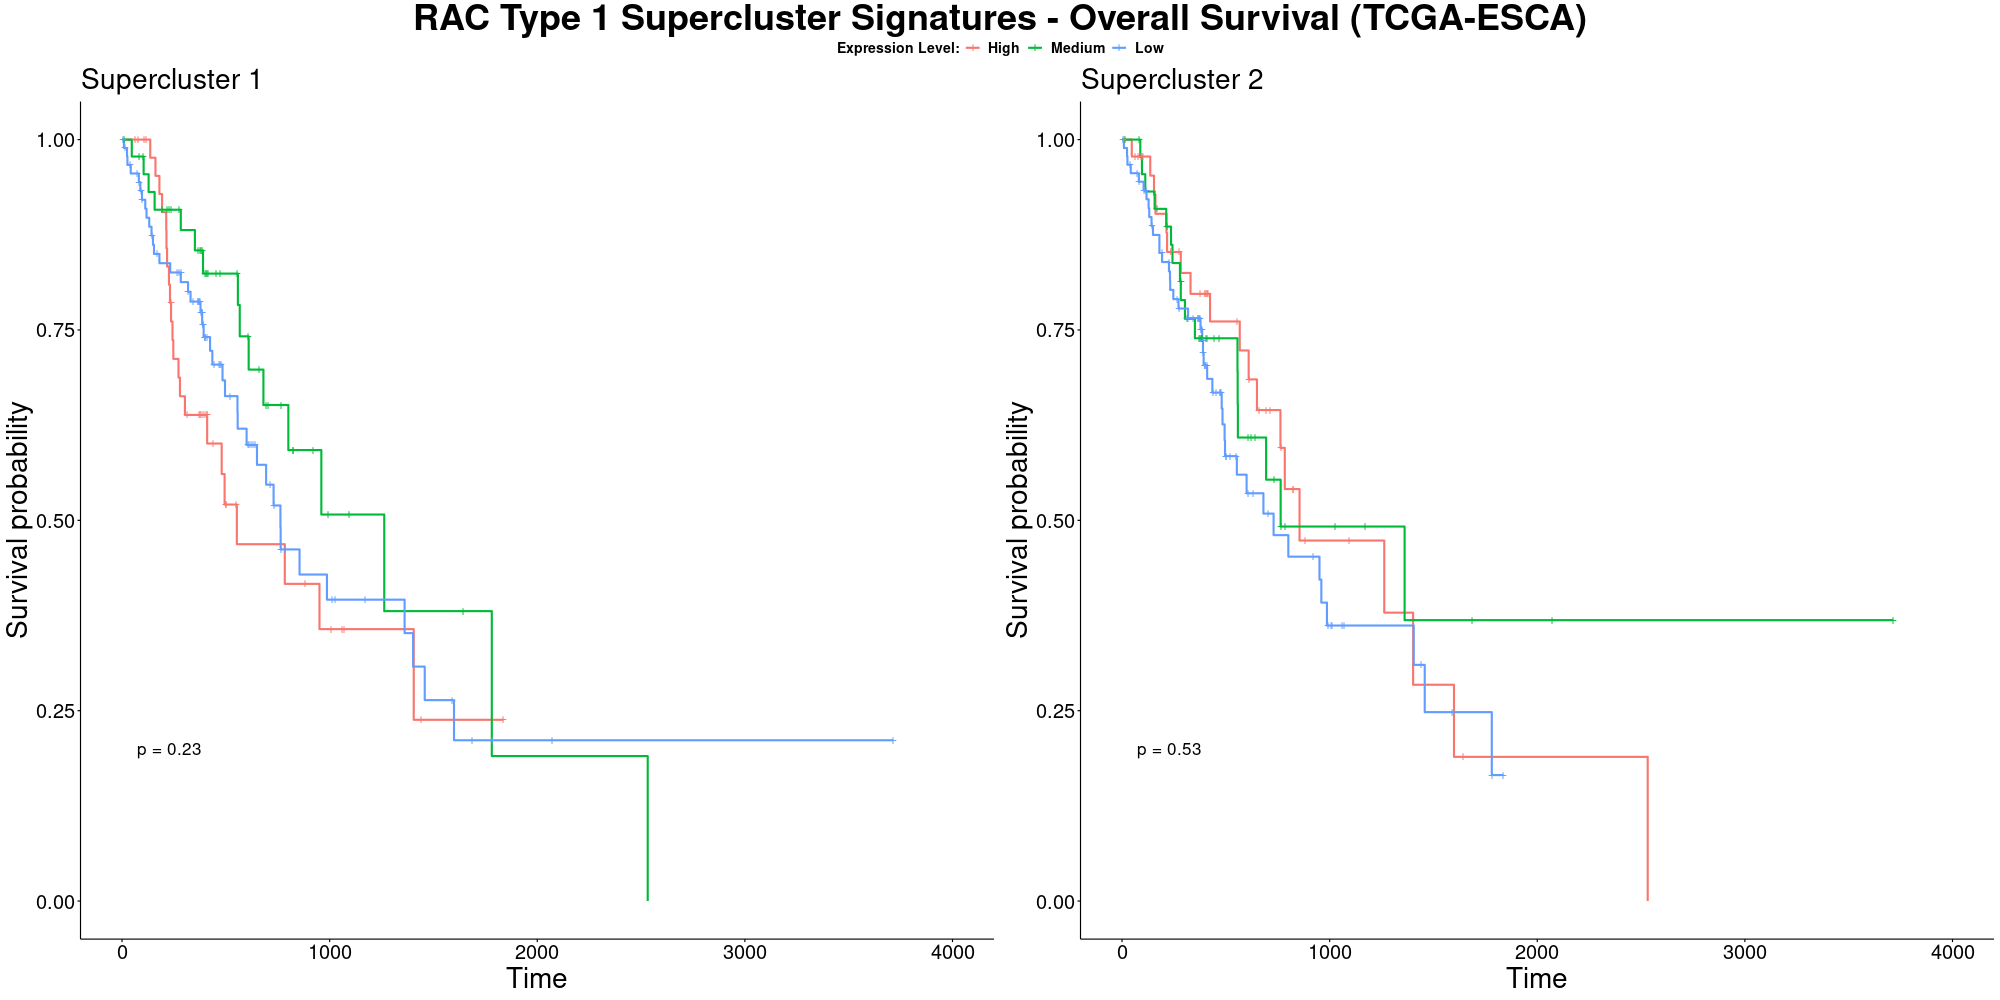 RAC Type 1 Supercluster Signatures - Overall Survival (TCGA-ESCA)
Expression Level: High Medium Low
Supercluster 1
Survival probability
1.00
0.75
0.50
0.25
0.00
p = 0.23
0 1000 2000 3000 4000
Time
Supercluster 2
Survival probability
1.00
0.75
0.50
0.25
0.00
p = 0.53
0 1000 2000 3000 4000
Time